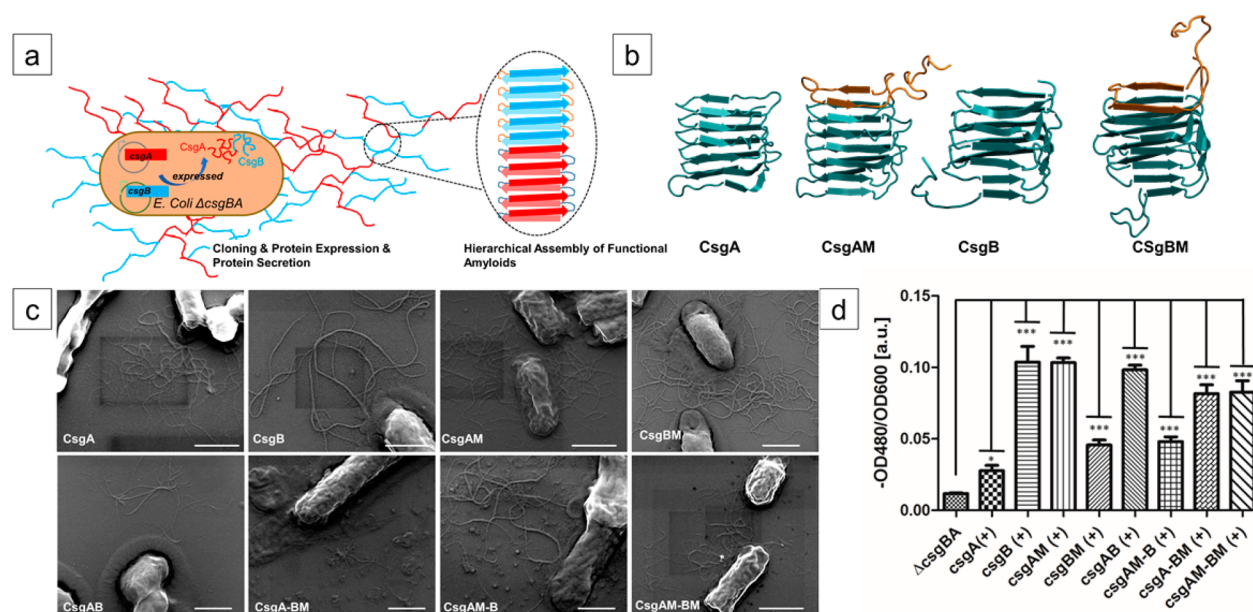 a
CsgA
CsgB
csgA
expressed
csgB
E. Coli ΔcsgBA
Cloning & Protein Expression &
Protein Secretion
Hierarchical Assembly of Functional
Amyloids
b
CsgA
CsgAM
CsgB
CSgBM
c
CsgA
CsgB
CsgAM
CsgBM
CsgAB
CsgA-BM
CsgAM-B
CsgAM-BM
d
-OD480/OD600 [a.u.]
0.15
0.10
0.05
0.00
*
***
***
***
***
***
***
***
ΔcsgBA
csgA (+)
csgB (+)
csgAM (+)
csgBM (+)
csgAB (+)
csgAM-B (+)
csgA-BM (+)
csgAM-BM (+)